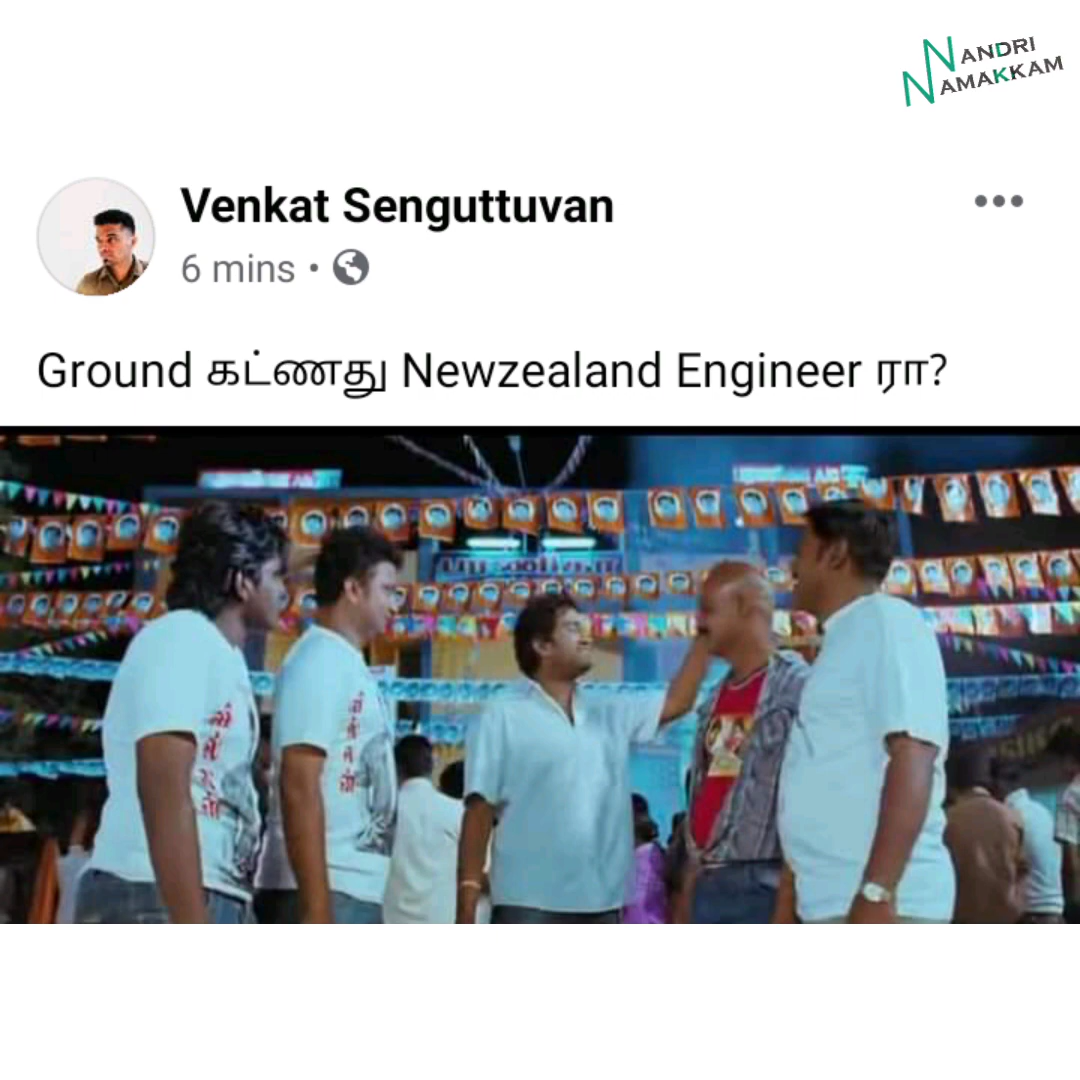 NANDRI
NAMAKKAM
Venkat Senguttuvan
6 mins •
Ground கட்ணது Newzealand Engineer ரா?